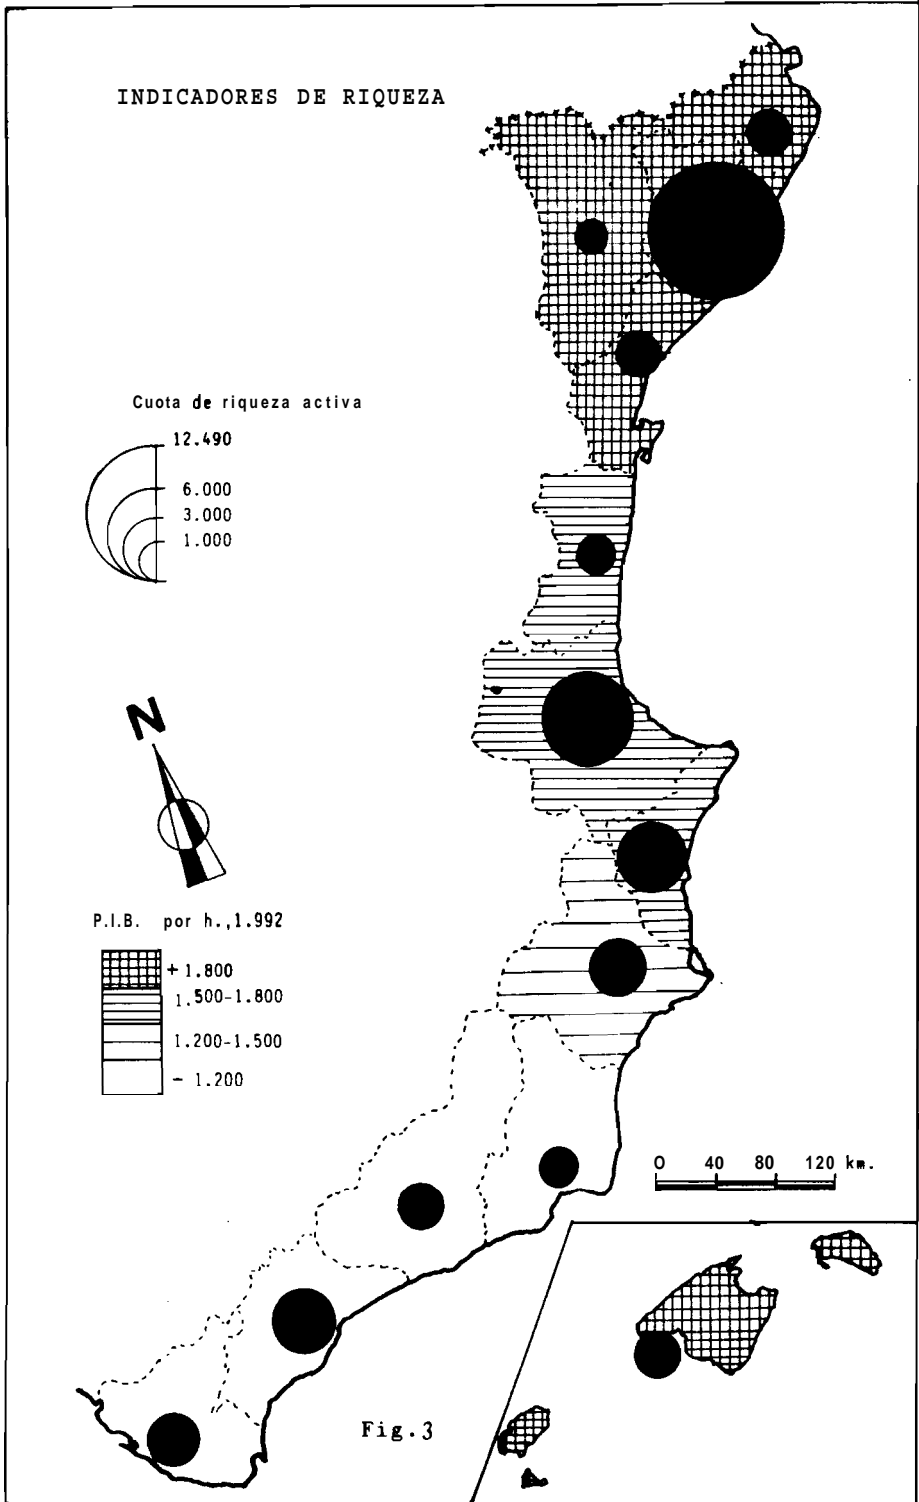 INDICADORES DE RIQUEZA
Cuota de riqueza activa
12.490
6.000
3.000
1.000
N
P.I.B. por h.,1.992
+ 1.800
1.500-1.800
1.200-1.500
- 1.200
0 40 80 120 km.
Fig.3